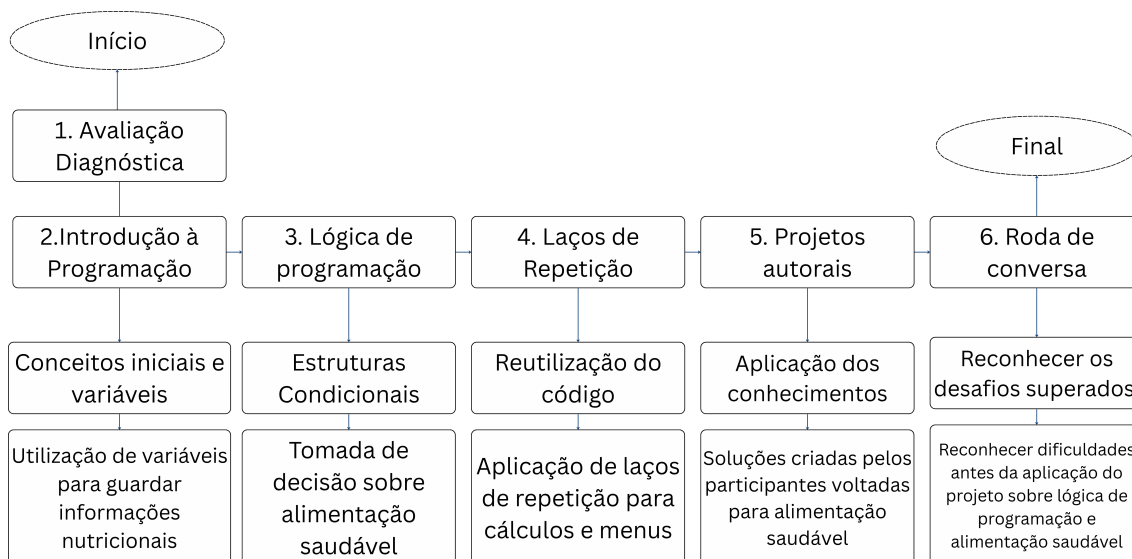 Início
1. Avaliação
Diagnóstica
Final
2.Introdução à
Programação
3. Lógica de
programação
4. Laços de
Repetição
5. Projetos
autorais
6. Roda de
conversa
Conceitos iniciais e
variáveis
Estruturas
Condicionais
Reutilização do
código
Aplicação dos
conhecimentos
Reconhecer os
desafios superados
Utilização de variáveis
para guardar
informações
nutricionais
Tomada de
decisão sobre
alimentação
saudável
Aplicação de laços
de repetição para
cálculos e menus
Soluções criadas pelos
participantes voltadas
para alimentação
saudável
Reconhecer dificuldades
antes da aplicação do
projeto sobre lógica de
programação e
alimentação saudável